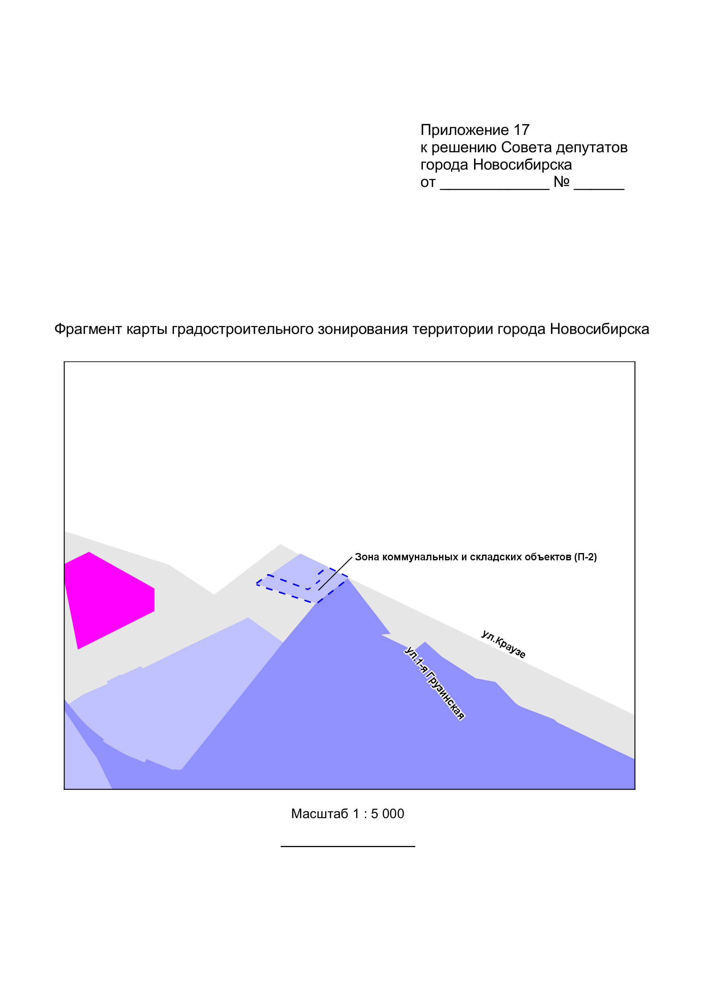 Приложение 17
к решению Совета депутатов
города Новосибирска
от _____________ № ______
Фрагмент карты градостроительного зонирования территории города Новосибирска
Зона коммунальных и складских объектов (П-2)
ул.Краузе
ул.1-я Грузинская
Масштаб 1 : 5 000